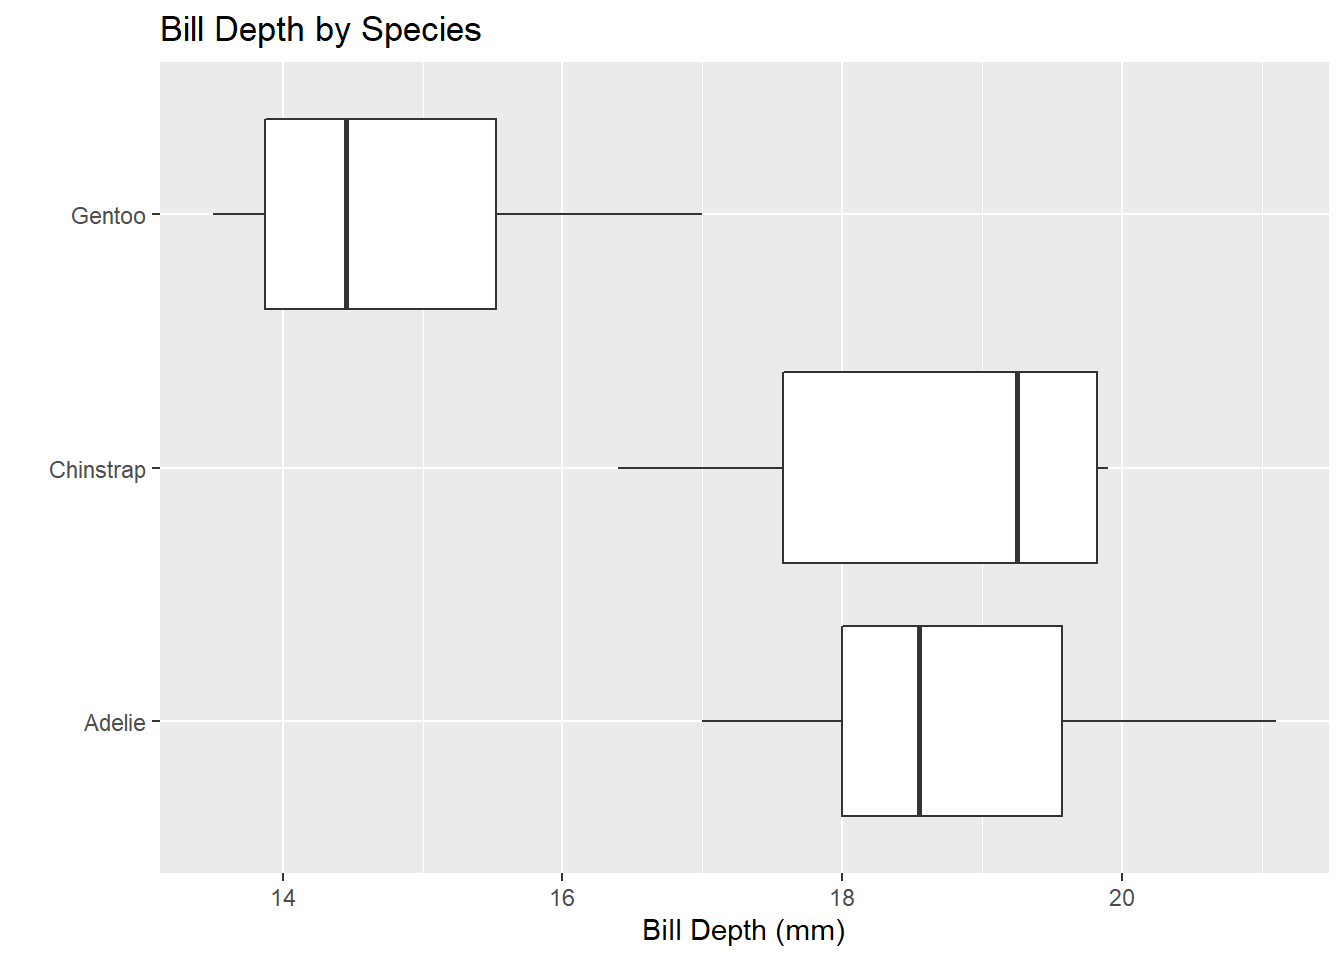 Bill Depth by Species
Gentoo
Chinstrap
Adelie
14 16 18 20
Bill Depth (mm)